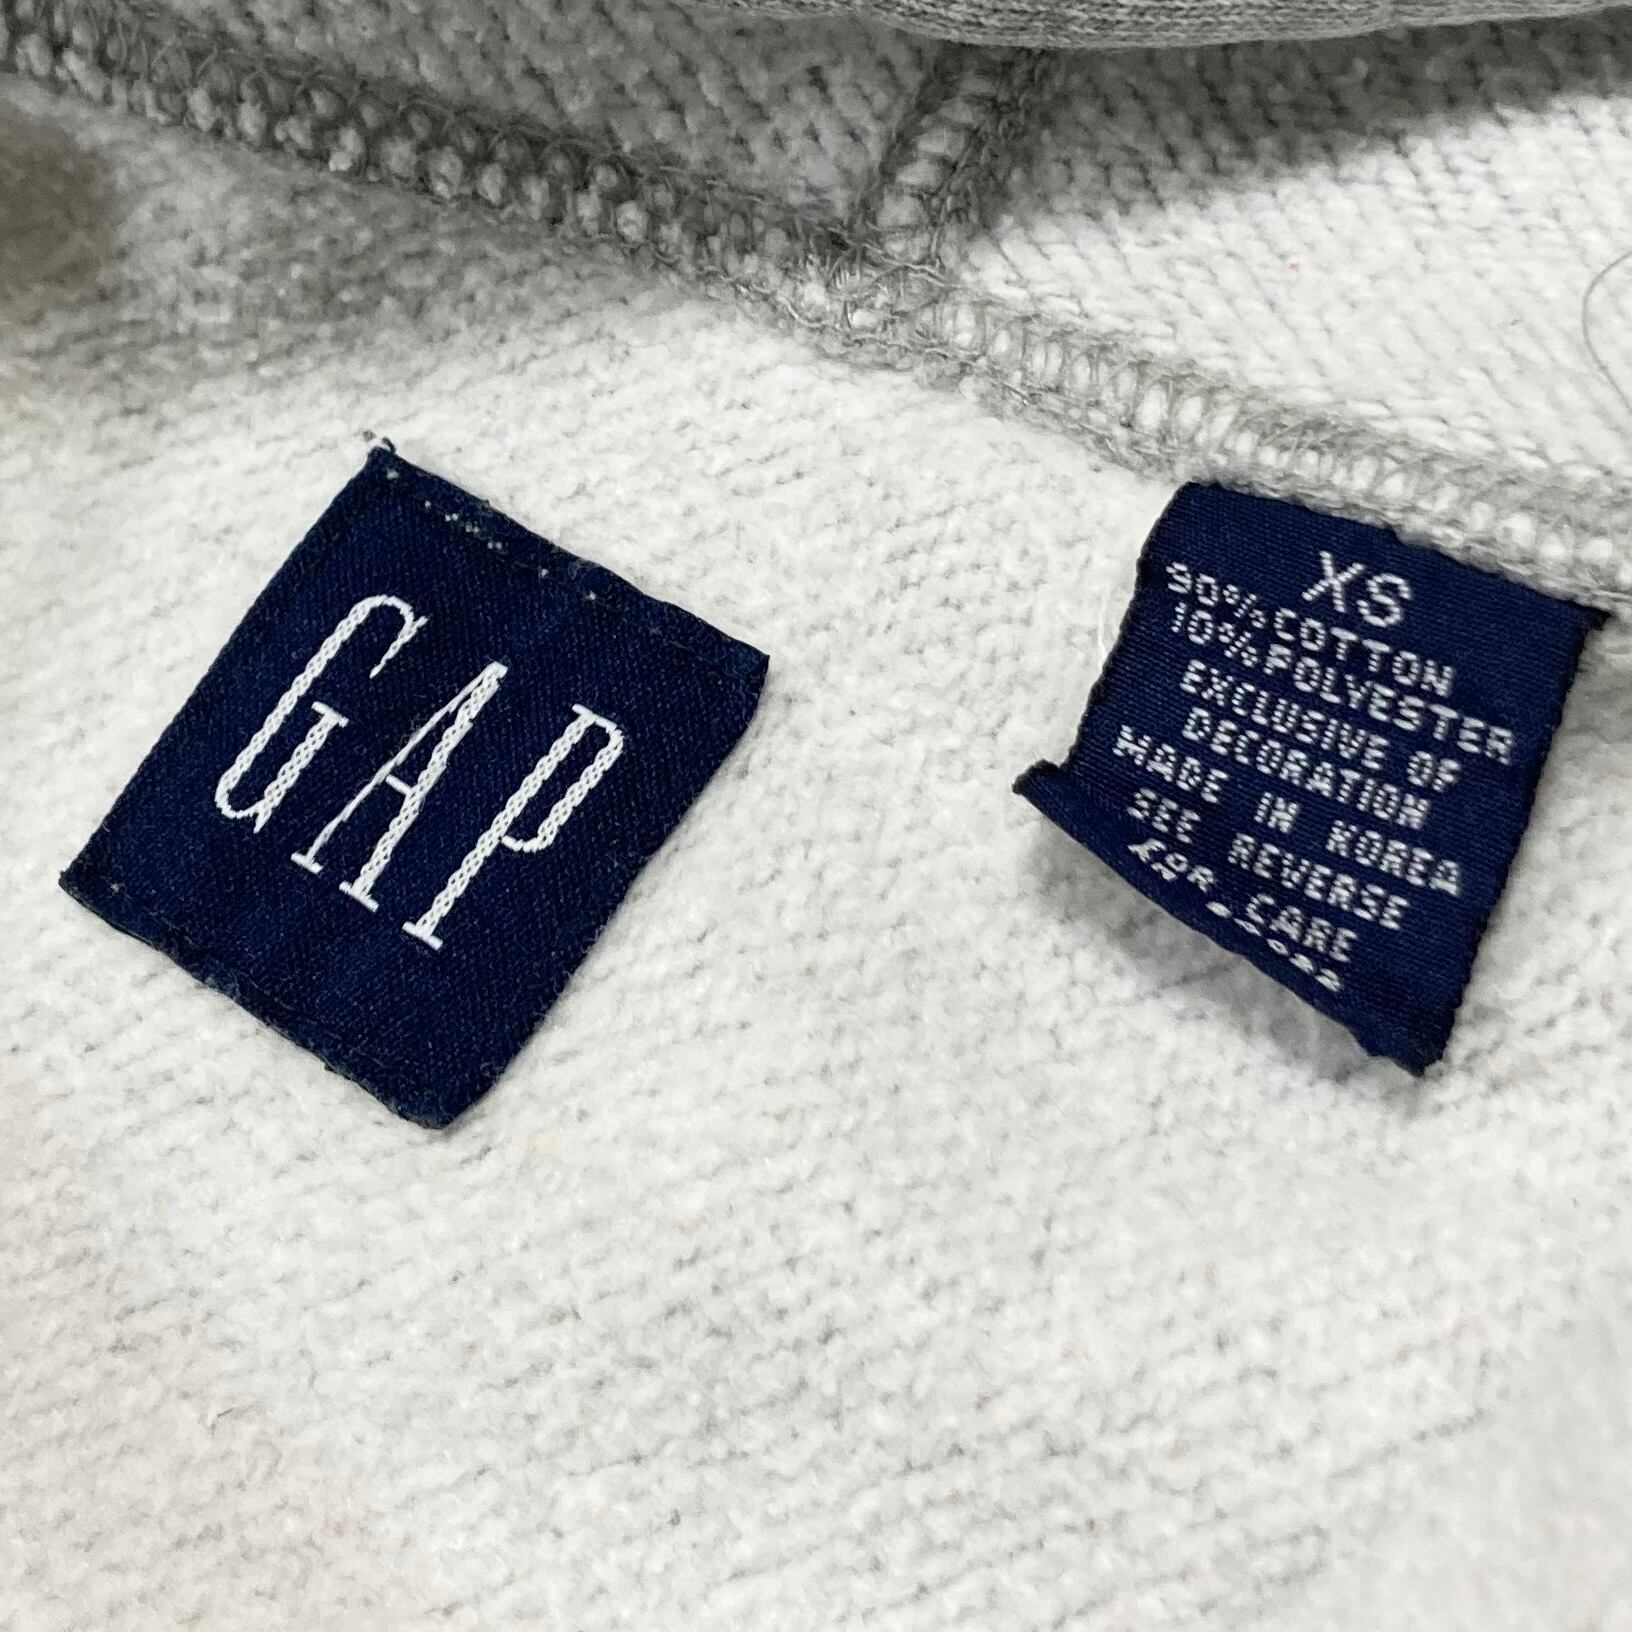 GAP
XS
90%COTTON
10%POLYESTER
EXCLUSIVE OF
DECORATION
MADE IN KOREA
SEE REVERSE
FOR CARE